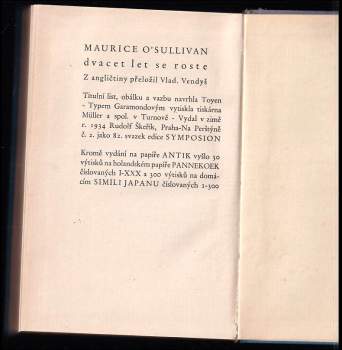 MAURICE O'SULLIVAN
dvacet let se roste
Z angličtiny přeložil Vlad. Vendyš
Titulní list, obálku a vazbu navrhla Toyen
- Typem Garamondovým vytiskla tiskárna
Müller a spol. v Turnově - Vydal v zimě
r. 1934 Rudolf Škeřík, Praha-Na Perštýně
č. 2. jako 82. svazek edice SYMPOSION
Kromě vydání na papíře ANTIK vyšlo 30
výtisků na holandském papíře PANNEKOEK
číslovaných I-XXX a 300 výtisků na domá-
cím SIMILI JAPANU číslovaných 1-300